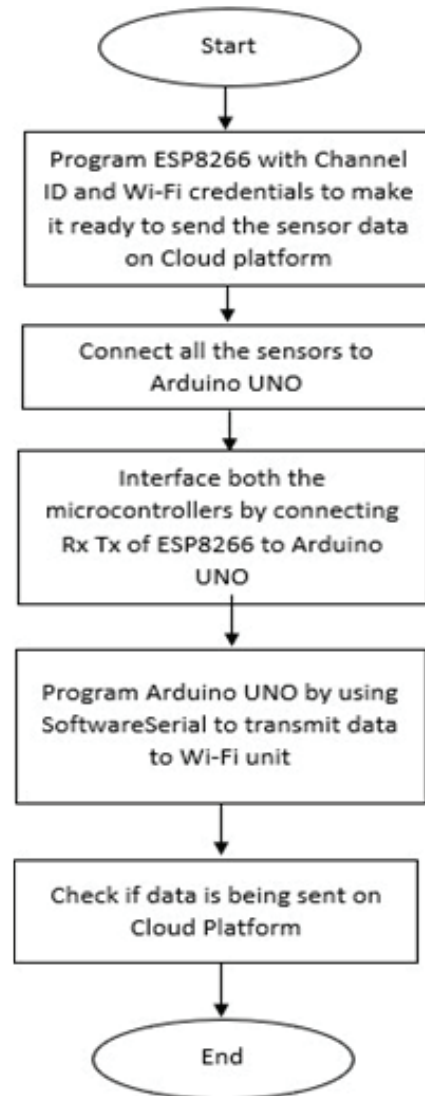 Start
Program ESP8266 with Channel
ID and Wi-Fi credentials to make
it ready to send the sensor data
on Cloud platform
Connect all the sensors to
Arduino UNO
Interface both the
microcontrollers by connecting
Rx Tx of ESP8266 to Arduino
UNO
Program Arduino UNO by using
SoftwareSerial to transmit data
to Wi-Fi unit
Check if data is being sent on
Cloud Platform
End